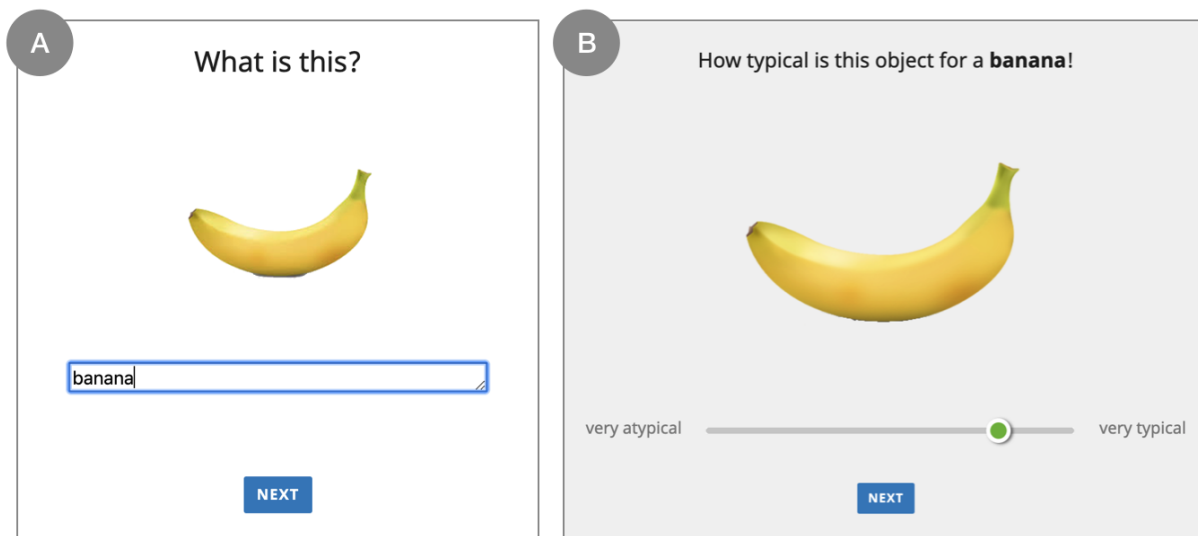 A
What is this?
banana
NEXT
B
How typical is this object for a banana!
very atypical
very typical
NEXT